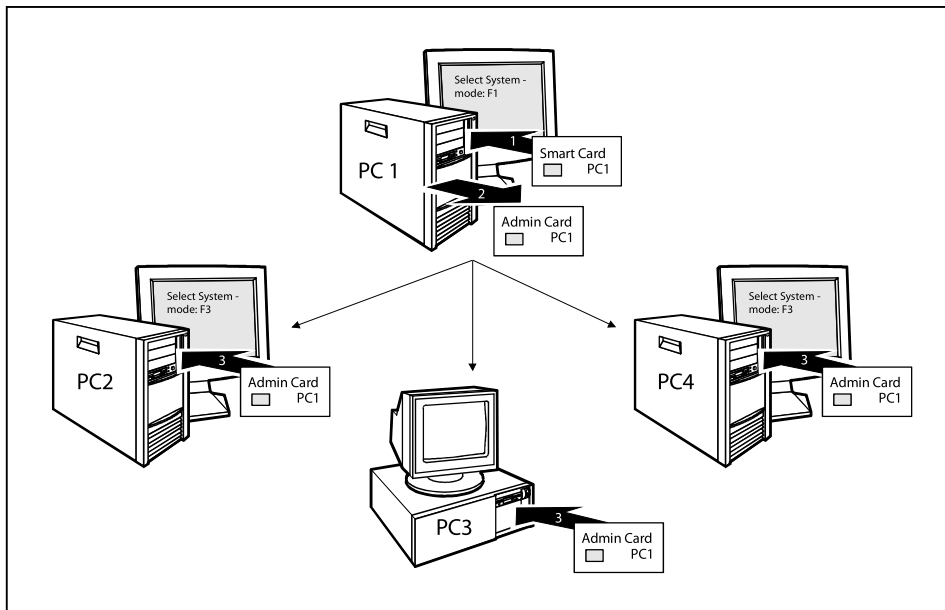 Select System -
mode: F1
PC 1
1
Smart Card
PC1
2
Admin Card
PC1
Select System -
mode: F3
PC2
3
Admin Card
PC1
Select System -
mode: F3
PC4
3
Admin Card
PC1
PC3
3
Admin Card
PC1